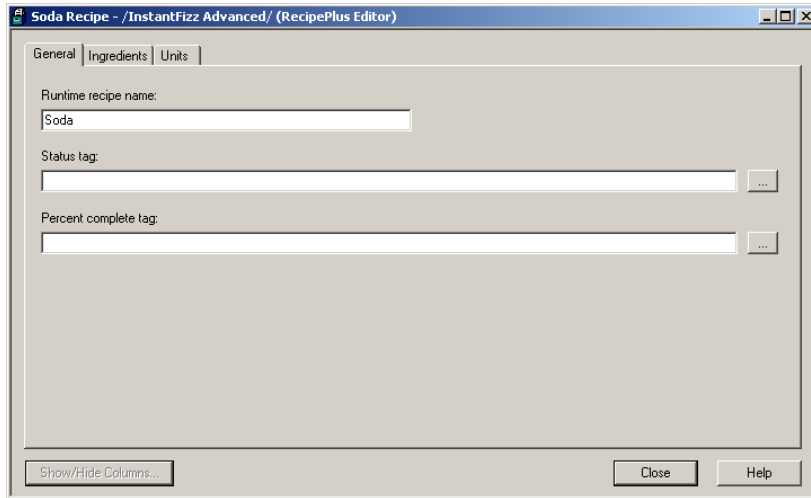 Soda Recipe - /InstantFizz Advanced/ (RecipePlus Editor)
General Ingredients Units
Runtime recipe name:
Soda
Status tag:
...
Percent complete tag:
...
Show/Hide Columns... Close Help